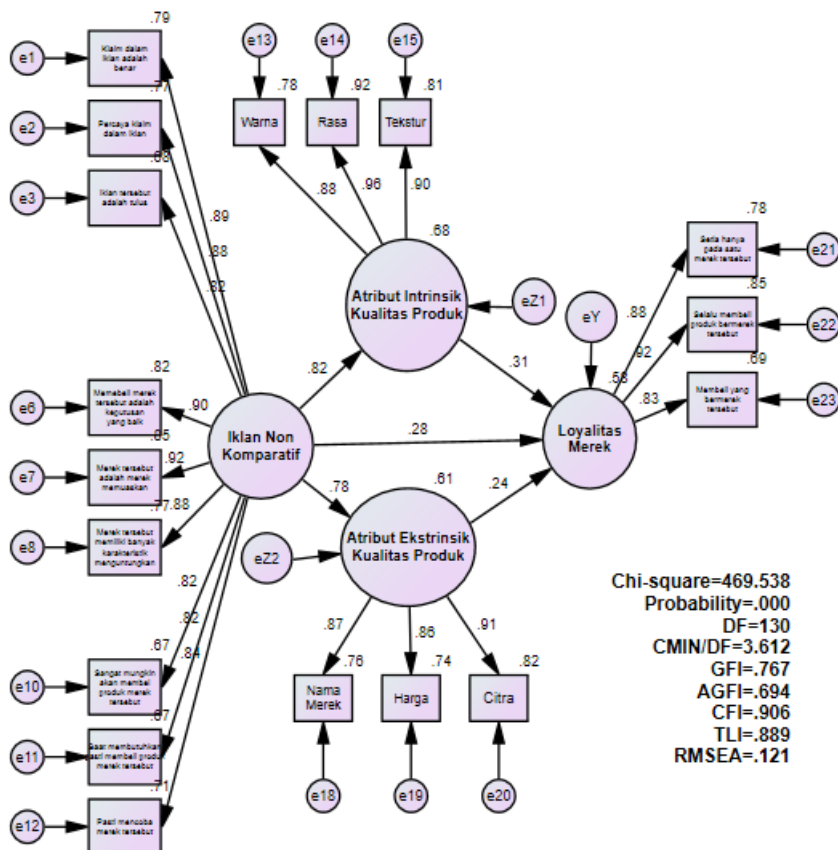 .79
e1
Klaim dalam
Iklan adalah
benar
.77
e2
Percaya klaim
dalam Iklan
.68
e3
Iklan tersebut
adalah tulus
.89
.88
.82
e13
e14
e15
.78
.92
.81
Warna
Rasa
Tekstur
.88
.96
.90
.68
Atribut Intrinsik
Kualitas Produk
eZ1
eY
.82
.31
.78
Setia hanya
pada satu
merek tersebut
e21
.85
Selalu membeli
produk bermerek
tersebut
e22
.69
Membeli yang
bermerek
tersebut
e23
.88
.92
.83
.58
Loyalitas
Merek
.82
e6
Memebeli merek
tersebut adalah
keputusan
yang baik
.90
.85
e7
Merek tersebut
adalah merek
memuaskan
.92
.77
e8
Merek tersebut
memiliki banyak
karakteristik
menguntungkan
.88
Iklan Non
Komparatif
.28
.78
.24
.61
Atribut Ekstrinsik
Kualitas Produk
eZ2
.82
.82
.84
.67
e10
Sangat mungkin
akan membeli
produk merek
tersebut
.67
e11
Saat membutuhkan
pasti membeli produk
merek tersebut
.71
e12
Pasti mencoba
merek tersebut
.87
.86
.91
.76
.74
.82
Nama
Merek
Harga
Citra
e18
e19
e20
Chi-square=469.538
Probability=.000
DF=130
CMIN/DF=3.612
GFI=.767
AGFI=.694
CFI=.906
TLI=.889
RMSEA=.121